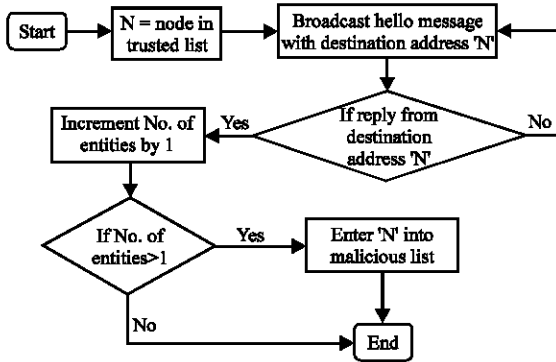 Start
N = node in
trusted list
Broadcast hello message
with destination address 'N'
If reply from
destination
address 'N'
Yes
No
Increment No. of
entities by 1
If No. of
entities>1
Yes
No
Enter 'N' into
malicious list
End